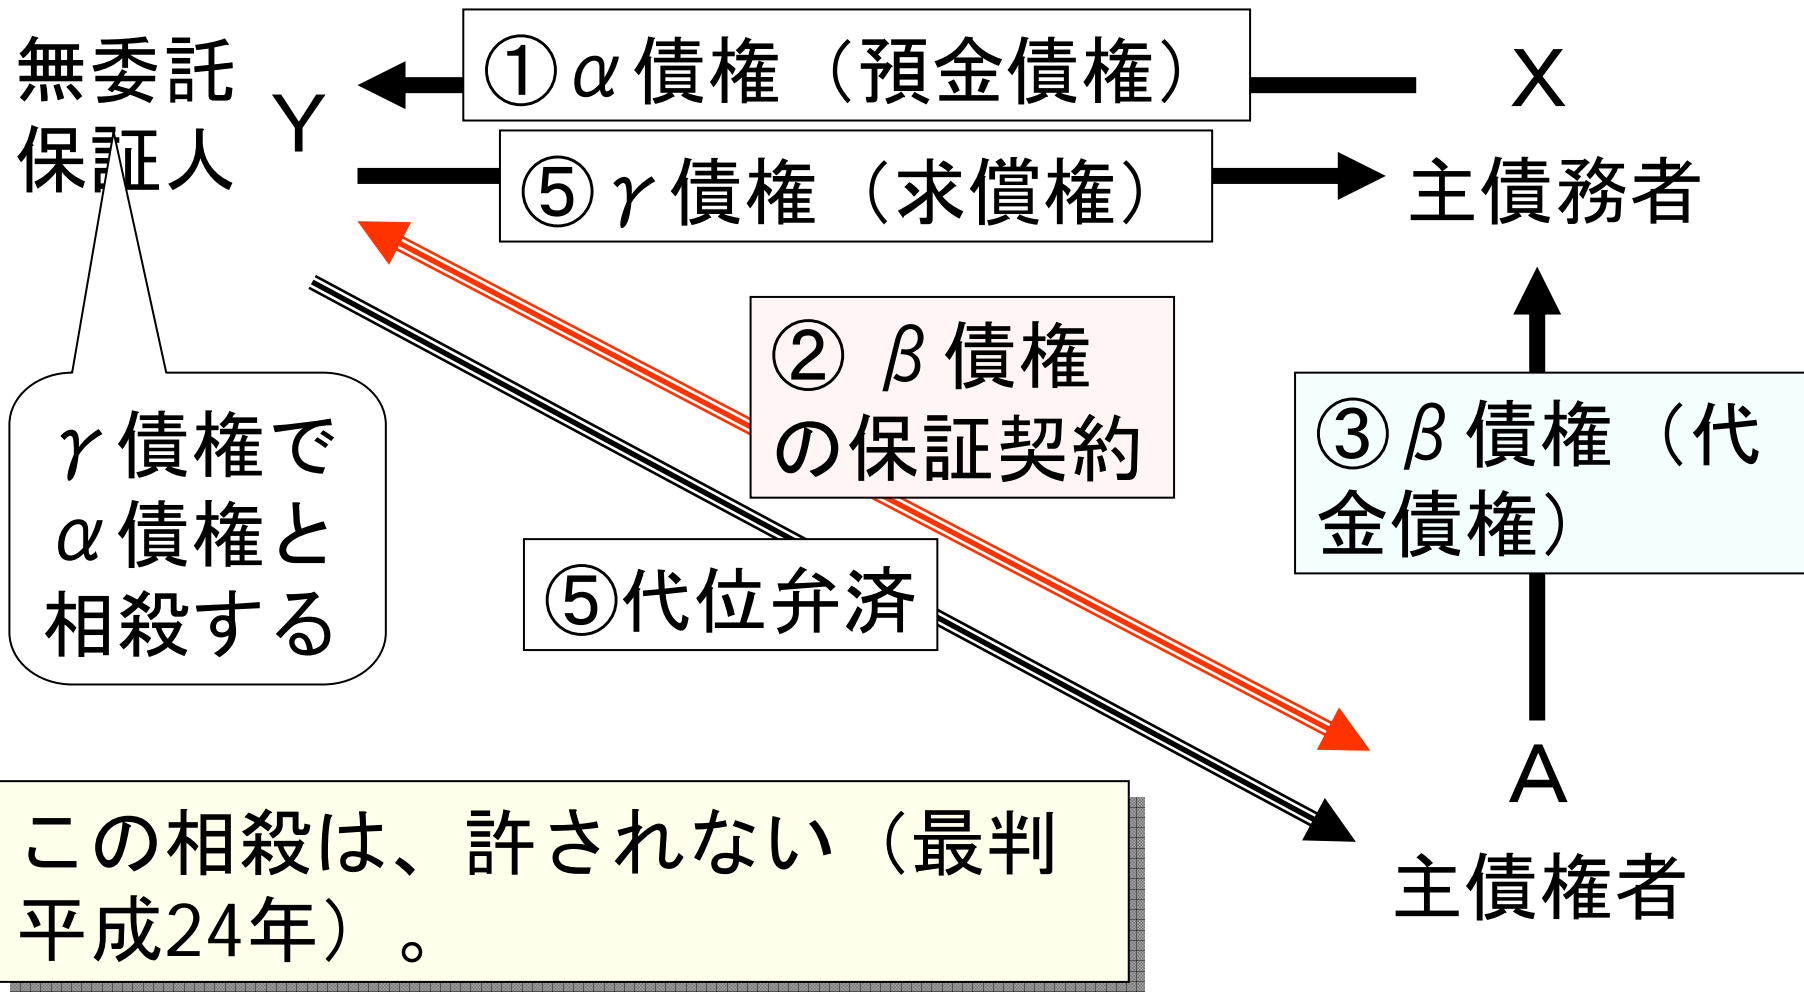 無委託
保証人
Y
①α債権（預金債権）
X
⑤γ債権（求償権）
主債務者
② β債権
の保証契約
③β債権（代
金債権）
γ債権で
α債権と
相殺する
⑤代位弁済
A
主債権者
この相殺は、許されない（最判
平成24年）。